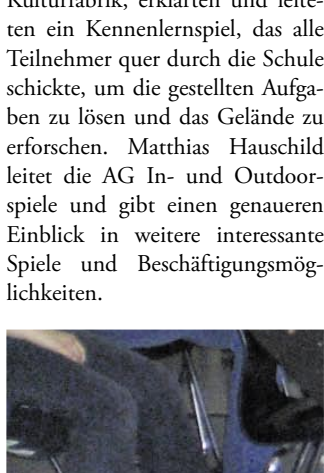 Kulturfabrik, erklärten und leite-
ten ein Kennenlernspiel, das alle
Teilnehmer quer durch die Schule
schickte, um die gestellten Aufga-
ben zu lösen und das Gelände zu
erforschen. Matthias Hauschild
leitet die AG In- und Outdoor-
spiele und gibt einen genaueren
Einblick in weitere interessante
Spiele und Beschäftigungsmög-
lichkeiten.